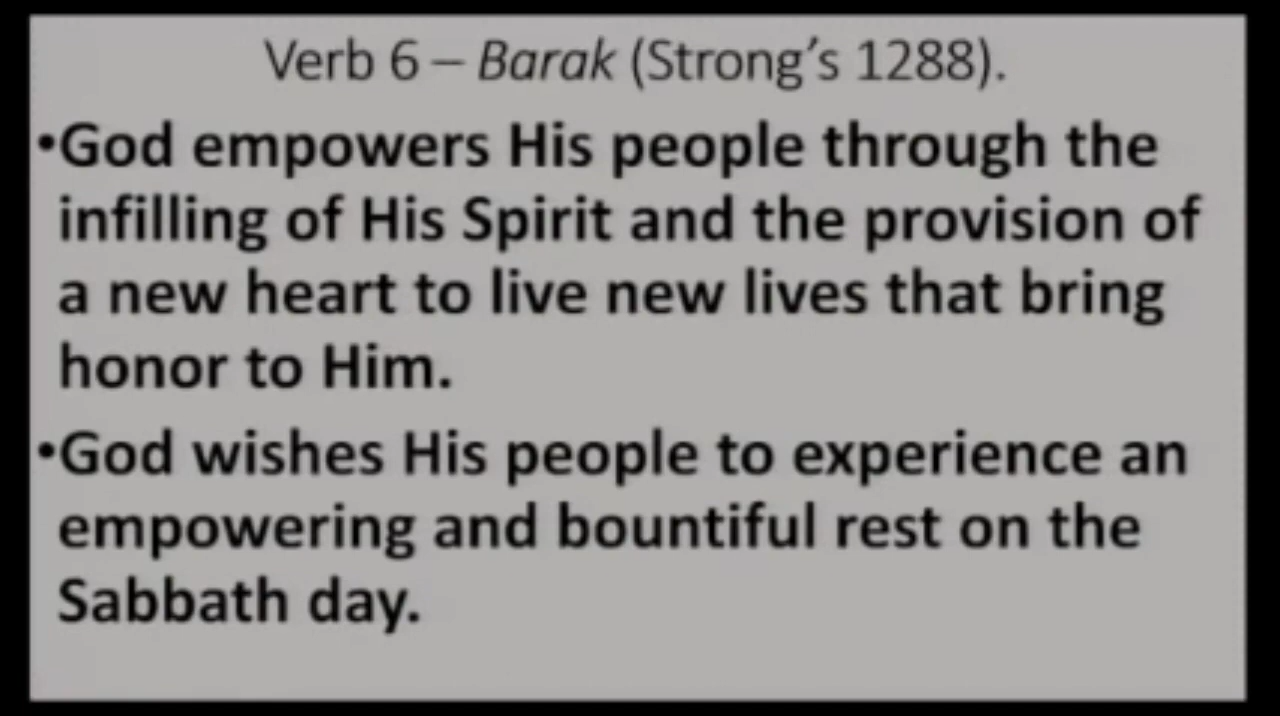 Verb 6 – Barak (Strong's 1288).
•God empowers His people through the
infilling of His Spirit and the provision of
a new heart to live new lives that bring
honor to Him.
•God wishes His people to experience an
empowering and bountiful rest on the
Sabbath day.